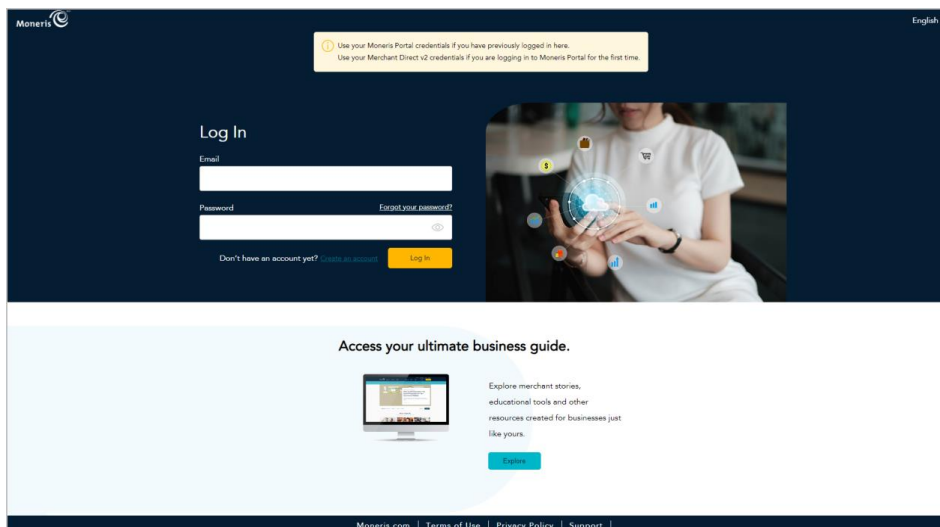 Moneris
English
Use your Moneris Portal credentials if you have previously logged in here.
Use your Merchant Direct v2 credentials if you are logging in to Moneris Portal for the first time.
Log In
Email
Password Forgot your password?
Don't have an account yet? Create an account Log In
$
Access your ultimate business guide.
Explore merchant stories,
educational tools and other
resources created for businesses just
like yours.
Explore
Moneris.com | Terms of Use | Privacy Policy | Support |